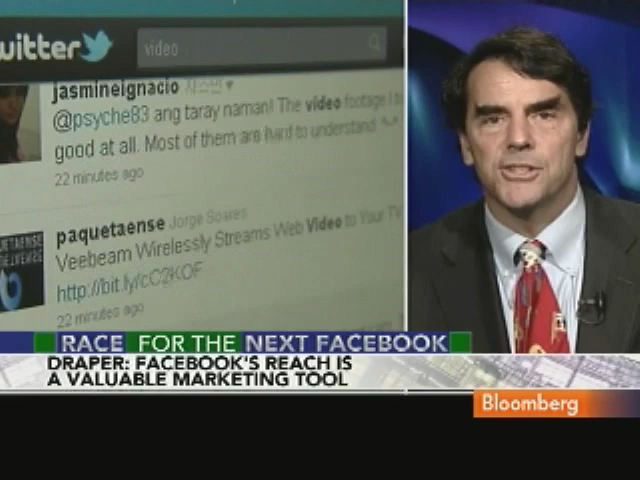 witter
video
jasmineignacio
@psyche83 ang taray naman! The video footage
good at all. Most of them are hard to understand
22 minutes ago
paquetaense Jorge Soares
Veebeam Wirelessly Streams Web Video to Your TV
http://bit.ly/cC2KOF
22 minutes ago
RACE FOR THE NEXT FACEBOOK
DRAPER: FACEBOOK'S REACH IS
A VALUABLE MARKETING TOOL
Bloomberg